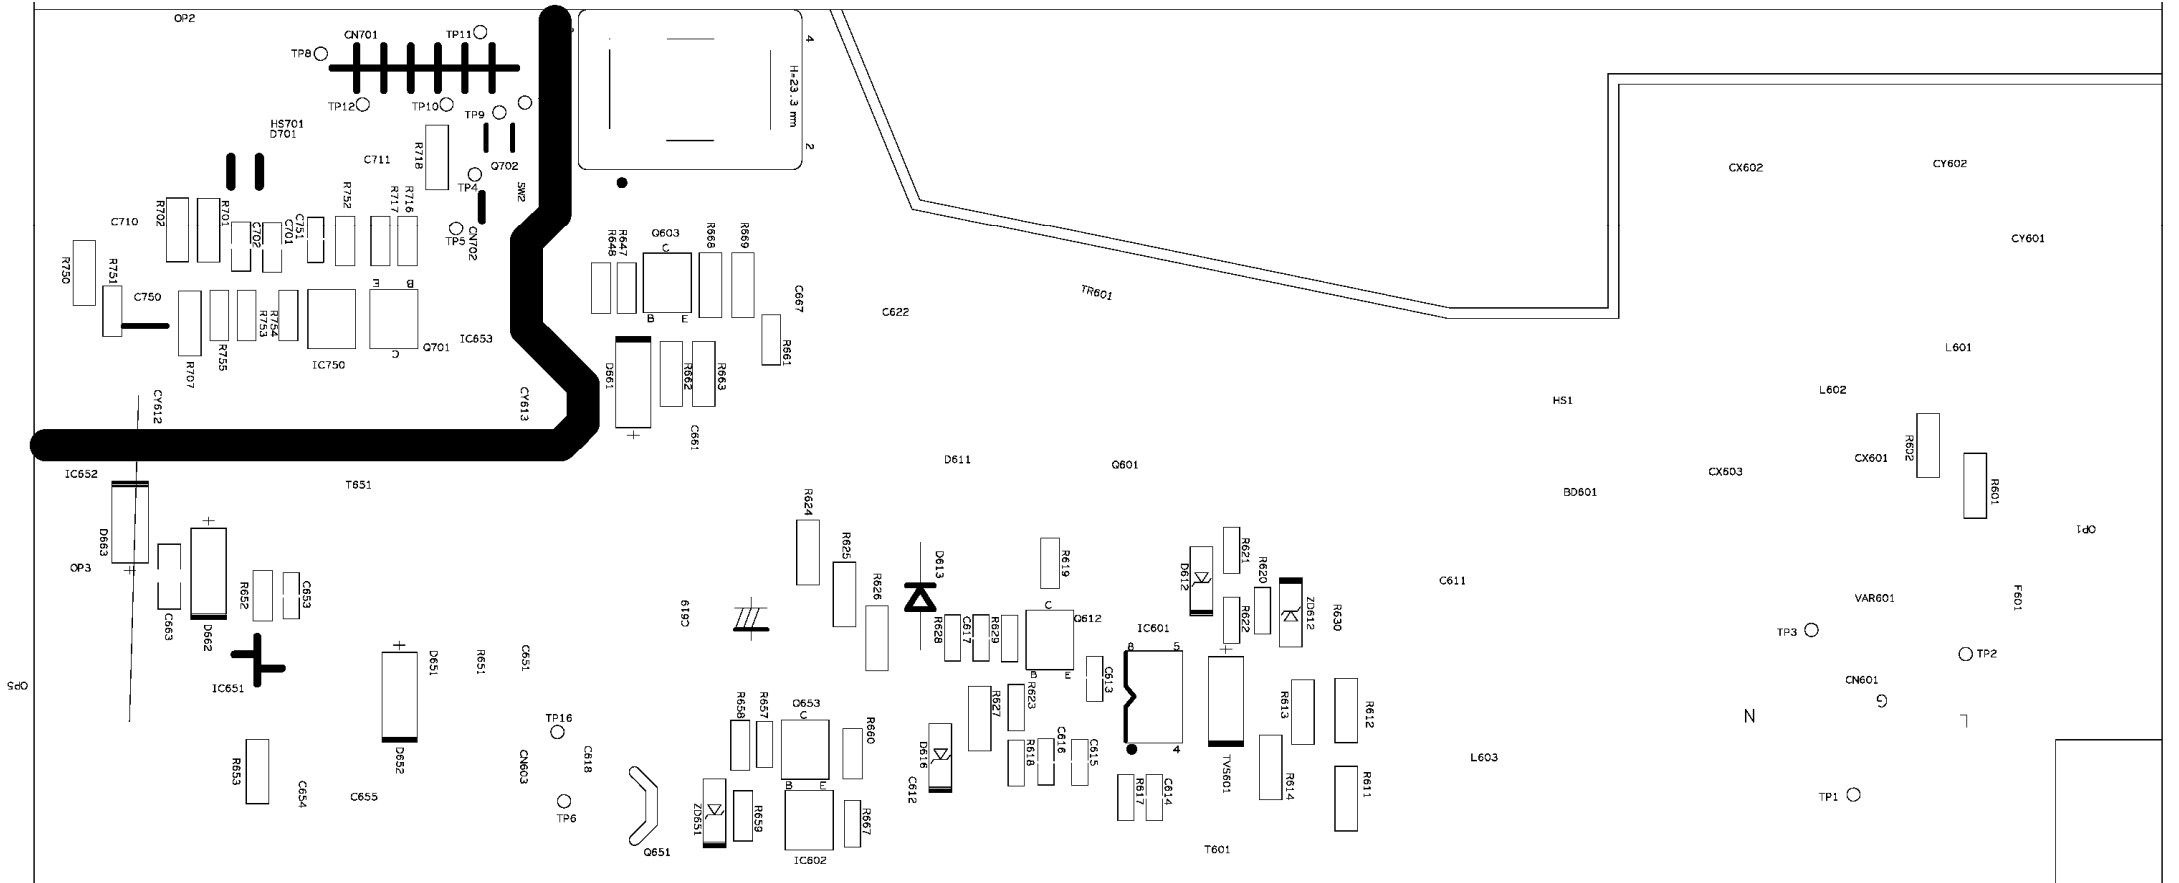 OP2
CN701
TP11
TP8
4
H=23.3 mm
TP12
TP10
TP9
HS701
D701
2
C711
R718
Q702
CX602
CY602
TP4
SW2
R702
R701
C710
C702
C701
C751
R752
R717
R716
TP5
CN702
R648
R647
Q603
C
R668
R669
CY601
R750
R751
C750
E
B
C667
TR601
C622
B
E
R753
R754
R755
R707
IC750
C
Q701
IC653
R661
L601
D661
R662
R663
CY612
CY613
HS1
L602
C661
R602
IC652
T651
D611
Q601
BD601
CX603
CX601
R601
D663
+
R624
R625
R626
D613
R619
D612
R621
R620
OP1
OP3
+
C663
D662
R652
C653
C619
R628
C617
R629
C
Q612
B
E
IC601
8
5
R622
ZD612
R630
C611
VAR601
F601
TP3
TP2
OP5
IC651
+
D651
R651
C651
C613
+
CN601
R658
R657
Q653
C
R660
R627
R623
R613
R612
N
G
L
TP16
R653
D652
CN603
C618
D616
C612
R618
C616
C615
4
TVS601
R614
R611
L603
C654
C655
TP6
B
E
R617
C614
TP1
ZD651
R659
R667
Q651
IC602
T601
+